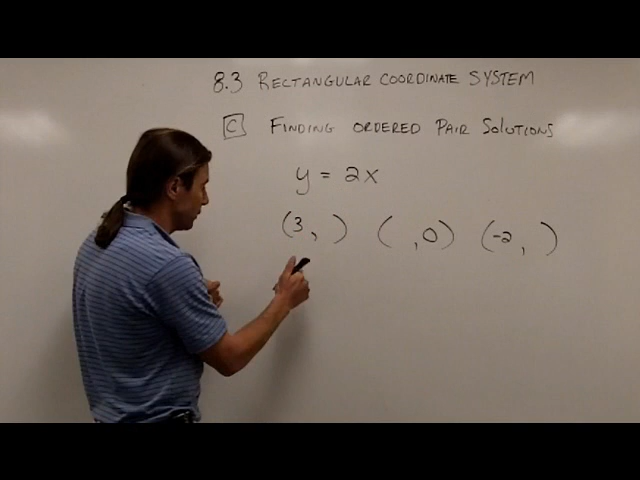 8.3 RECTANGULAR COORDINATE SYSTEM
C FINDING ORDERED PAIR SOLUTIONS
y = 2x
(3, ) ( ,0) (-2, )